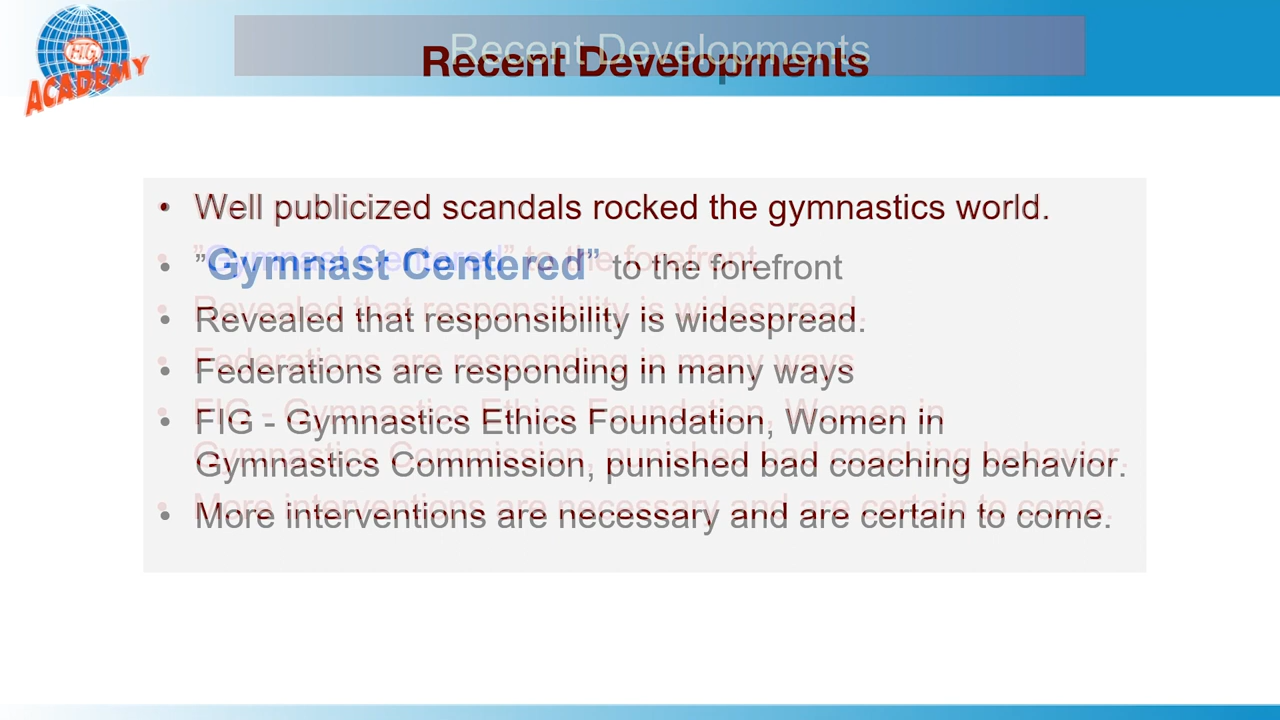 F.I.G.
ACADEMY
Recent Developments
• Well publicized scandals rocked the gymnastics world.
• ”Gymnast Centered” to the forefront
• Revealed that responsibility is widespread.
• Federations are responding in many ways
• FIG - Gymnastics Ethics Foundation, Women in
Gymnastics Commission, punished bad coaching behavior.
• More interventions are necessary and are certain to come.